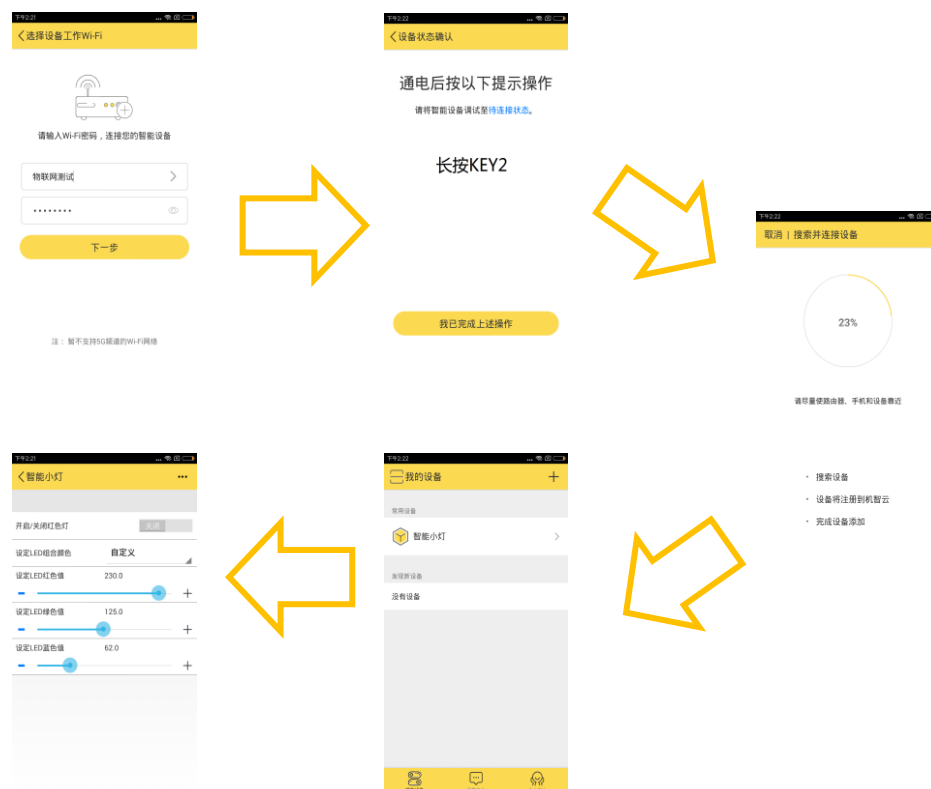 下午2:21
选择设备工作Wi-Fi
请输入Wi-Fi密码，连接您的智能设备
物联网测试
········
下一步
注： 暂不支持5G频道的Wi-Fi网络
下午2:22
设备状态确认
通电后按以下提示操作
请将智能设备调试至待连接状态。
长按KEY2
我已完成上述操作
下午2:22
取消 | 搜索并连接设备
23%
请尽量使路由器、手机和设备靠近
· 搜索设备
· 设备将注册到机智云
· 完成设备添加
下午2:22
我的设备
常用设备
智能小灯
发现新设备
没有设备
下午2:21
智能小灯
开启/关闭红色灯 关闭
设定LED组合颜色 自定义
设定LED红色值 230.0
设定LED绿色值 125.0
设定LED蓝色值 62.0